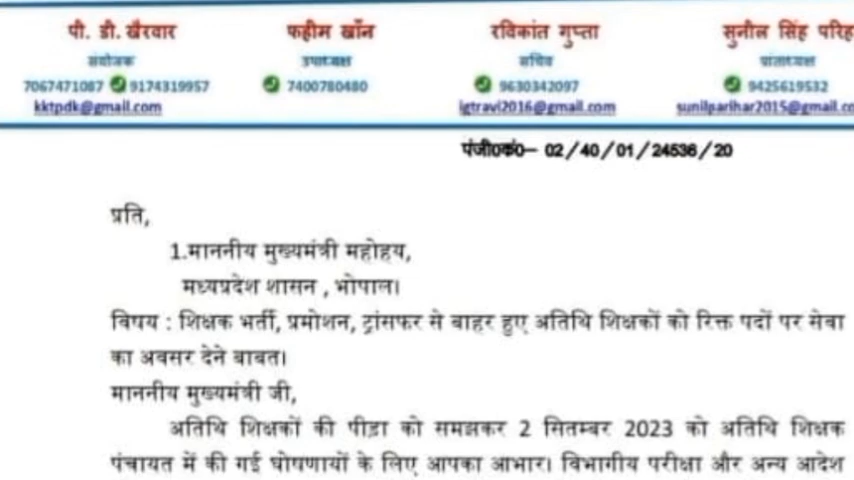 पी. डी. खैरवार फहीम खॉंन रविकांत गुप्ता सुनील सिंह परिह
संयोजक उपाध्यक्ष सचिव प्रांताध्यक्ष
7067471087 9174319957 7400780480 9630342097 9425619532
kktpdk@gmail.com igtravi2016@gmail.com sunilparihar2015@gmail.co
पंजी0क्रं0– 02/40/01/24536/20
प्रति,
1.माननीय मुख्यमंत्री महोहय,
मध्यप्रदेश शासन , भोपाल।
विषय : शिक्षक भर्ती, प्रमोशन, ट्रांसफर से बाहर हुए अतिथि शिक्षकों को रिक्त पदों पर सेवा
का अवसर देने बाबत।
माननीय मुख्यमंत्री जी,
अतिथि शिक्षकों की पीड़ा को समझकर 2 सितम्बर 2023 को अतिथि शिक्षक
पंचायत में की गई घोषणायों के लिए आपका आभार। विभागीय परीक्षा और अन्य आदेश